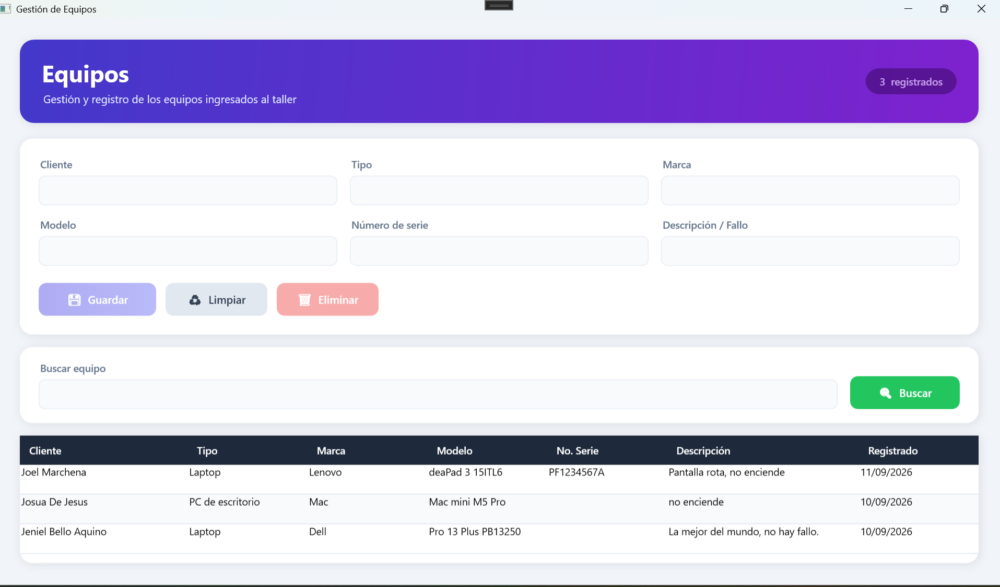 Gestión de Equipos
Equipos
Gestión y registro de los equipos ingresados al taller
3 registrados
Cliente Tipo Marca
Modelo Número de serie Descripción / Fallo
Guardar Limpiar Eliminar
Buscar equipo
Buscar
Cliente Tipo Marca Modelo No. Serie Descripción Registrado
Joel Marchena Laptop Lenovo deaPad 3 15ITL6 PF1234567A Pantalla rota, no enciende 11/09/2026
Josua De Jesus PC de escritorio Mac Mac mini M5 Pro no enciende 10/09/2026
Jeniel Bello Aquino Laptop Dell Pro 13 Plus PB13250 La mejor del mundo, no hay fallo. 10/09/2026